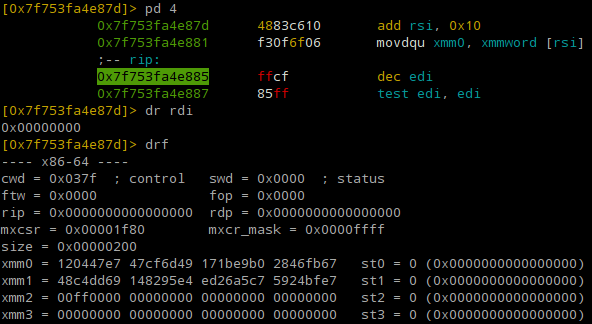 [0x7f753fa4e87d]> pd 4
0x7f753fa4e87d 4883c610 add rsi, 0x10
0x7f753fa4e881 f30f6f06 movdqu xmm0, xmmword [rsi]
;-- rip:
0x7f753fa4e885 ffcf dec edi
0x7f753fa4e887 85ff test edi, edi
[0x7f753fa4e87d]> dr rdi
0x00000000
[0x7f753fa4e87d]> drf
---- x86-64 ----
cwd = 0x037f ; control swd = 0x0000 ; status
ftw = 0x0000 fop = 0x0000
rip = 0x0000000000000000 rdp = 0x0000000000000000
mxcsr = 0x00001f80 mxcr_mask = 0x0000ffff
size = 0x00000200
xmm0 = 120447e7 47cf6d49 171be9b0 2846fb67 st0 = 0 (0x0000000000000000)
xmm1 = 48c4dd69 148295e4 ed26a5c7 5924bfe7 st1 = 0 (0x0000000000000000)
xmm2 = 00ff0000 00000000 00000000 00000000 st2 = 0 (0x0000000000000000)
xmm3 = 00000000 00000000 00000000 00000000 st3 = 0 (0x0000000000000000)